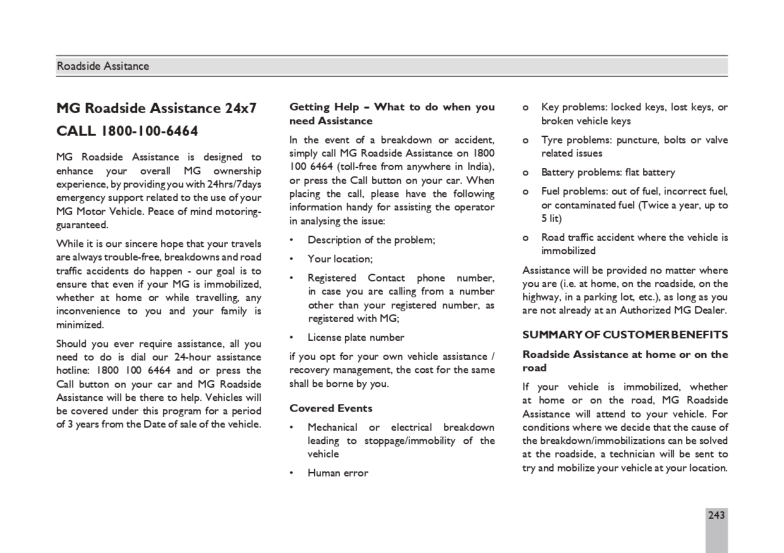 Roadside Assitance
MG Roadside Assistance 24x7
CALL 1800-100-6464
MG Roadside Assistance is designed to
enhance your overall MG ownership
experience, by providing you with 24hrs/7days
emergency support related to the use of your
MG Motor Vehicle. Peace of mind motoring-
guaranteed.
While it is our sincere hope that your travels
are always trouble-free, breakdowns and road
traffic accidents do happen - our goal is to
ensure that even if your MG is immobilized,
whether at home or while travelling, any
inconvenience to you and your family is
minimized.
Should you ever require assistance, all you
need to do is dial our 24-hour assistance
hotline: 1800 100 6464 and or press the
Call button on your car and MG Roadside
Assistance will be there to help. Vehicles will
be covered under this program for a period
of 3 years from the Date of sale of the vehicle.
Getting Help – What to do when you
need Assistance
In the event of a breakdown or accident,
simply call MG Roadside Assistance on 1800
100 6464 (toll-free from anywhere in India),
or press the Call button on your car. When
placing the call, please have the following
information handy for assisting the operator
in analysing the issue:
• Description of the problem;
• Your location;
• Registered Contact phone number,
in case you are calling from a number
other than your registered number, as
registered with MG;
• License plate number
if you opt for your own vehicle assistance /
recovery management, the cost for the same
shall be borne by you.
Covered Events
• Mechanical or electrical breakdown
leading to stoppage/immobility of the
vehicle
• Human error
o Key problems: locked keys, lost keys, or
broken vehicle keys
o Tyre problems: puncture, bolts or valve
related issues
o Battery problems: flat battery
o Fuel problems: out of fuel, incorrect fuel,
or contaminated fuel (Twice a year, up to
5 lit)
o Road traffic accident where the vehicle is
immobilized
Assistance will be provided no matter where
you are (i.e. at home, on the roadside, on the
highway, in a parking lot, etc.), as long as you
are not already at an Authorized MG Dealer.
SUMMARY OF CUSTOMER BENEFITS
Roadside Assistance at home or on the
road
If your vehicle is immobilized, whether
at home or on the road, MG Roadside
Assistance will attend to your vehicle. For
conditions where we decide that the cause of
the breakdown/immobilizations can be solved
at the roadside, a technician will be sent to
try and mobilize your vehicle at your location.
243